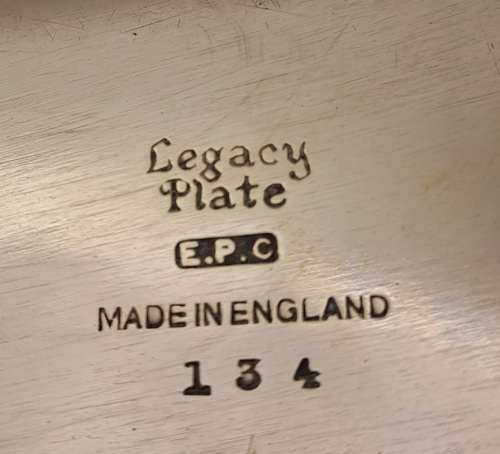 Legacy
Plate
E.P.C
MADE IN ENGLAND
134